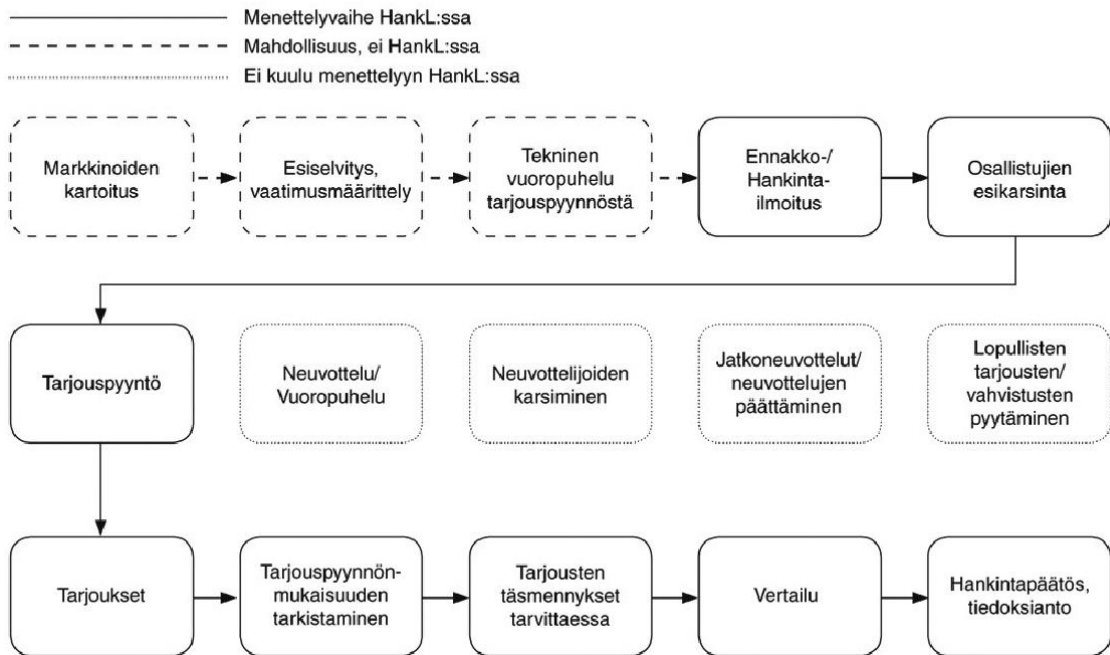 Menettelyvaihe HankL:ssa
Mahdollisuus, ei HankL:ssa
Ei kuulu menettelyyn HankL:ssa
Markkinoiden
kartoitus
Esiselvitys,
vaatimusmäärittely
Tekninen
vuoropuhelu
tarjouspyynnöstä
Ennakko-/
Hankinta-
ilmoitus
Osallistujien
esikarsinta
Tarjouspyyntö
Neuvottelu/
Vuoropuhelu
Neuvottelijoiden
karsiminen
Jatkoneuvottelut/
neuvottelujen
päättäminen
Lopullisten
tarjousten/
vahvistusten
pyytäminen
Tarjoukset
Tarjouspyynnön-
mukaisuuden
tarkistaminen
Tarjousten
täsmennykset
tarvittaessa
Vertailu
Hankintapäätös,
tiedoksianto